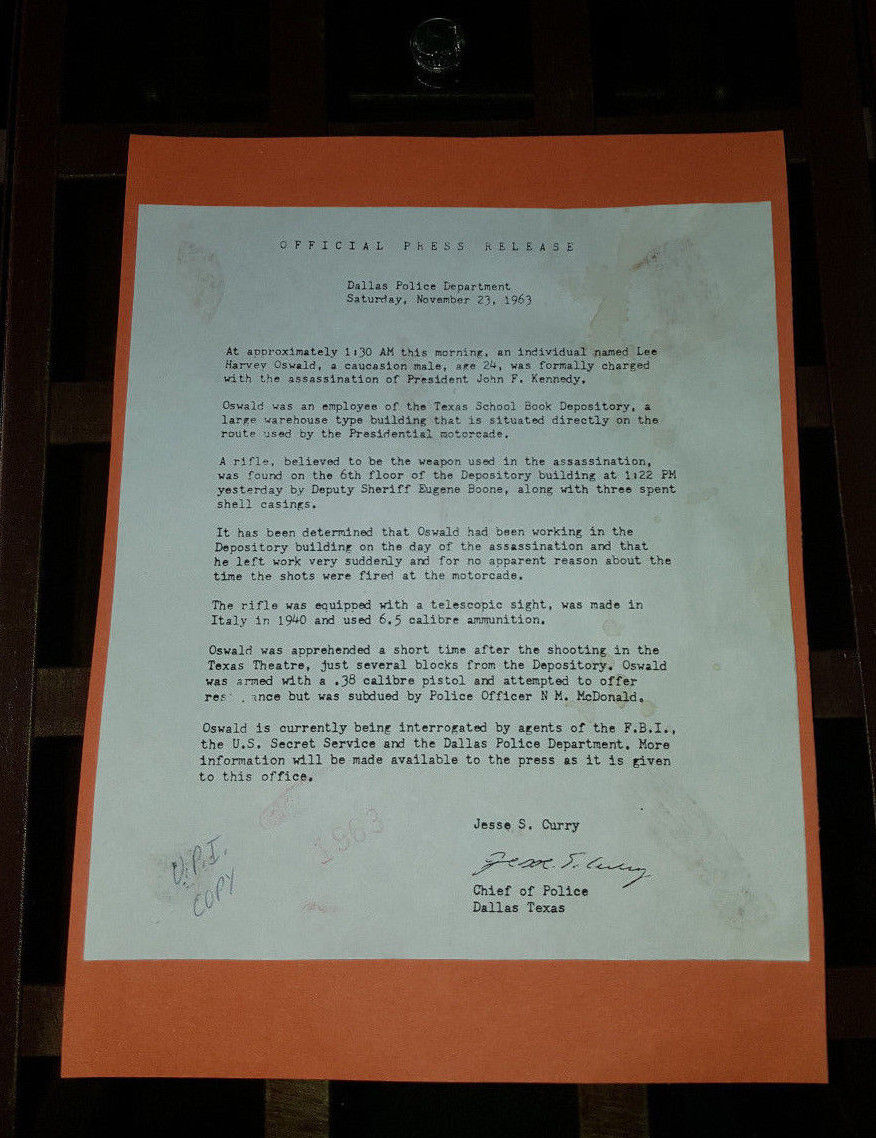 OFFICIAL PRESS RELEASE
Dallas Police Department
Saturday, November 23, 1963
At approximately 1:30 AM this morning, an individual named Lee
Harvey Oswald, a caucasion male, age 24, was formally charged
with the assassination of President John F. Kennedy.
Oswald was an employee of the Texas School Book Depository, a
large warehouse type building that is situated directly on the
route used by the Presidential motorcade.
A rifle, believed to be the weapon used in the assassination,
was found on the 6th floor of the Depository building at 1:22 PM
yesterday by Deputy Sheriff Eugene Boone, along with three spent
shell casings.
It has been determined that Oswald had been working in the
Depository building on the day of the assassination and that
he left work very suddenly and for no apparent reason about the
time the shots were fired at the motorcade.
The rifle was equipped with a telescopic sight, was made in
Italy in 1940 and used 6.5 calibre ammunition.
Oswald was apprehended a short time after the shooting in the
Texas Theatre, just several blocks from the Depository. Oswald
was armed with a .38 calibre pistol and attempted to offer
but was subdued by Police Officer N M. McDonald.
Oswald is currently being interrogated by agents of the F.B.I.,
the U.S. Secret Service and the Dallas Police Department. More
information will be made available to the press as it is given
to this office.
Jesse S. Curry
Jesse S. Curry
Chief of Police
Dallas Texas
1963
U.P.I.
COPY